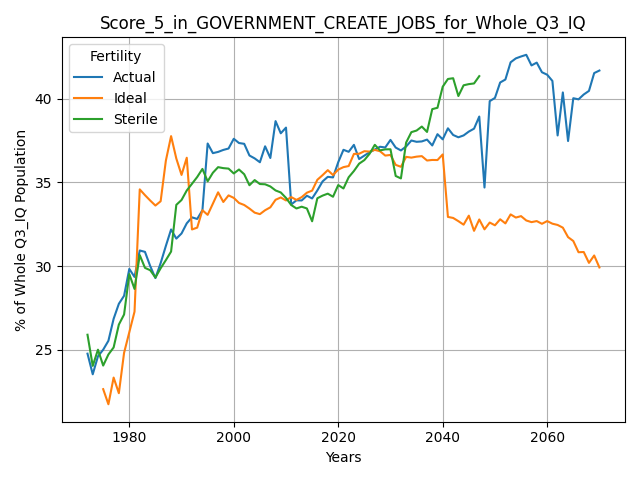 Score_5_in_GOVERNMENT_CREATE_JOBS_for_Whole_Q3_IQ
Fertility
Actual
Ideal
Sterile
% of Whole Q3_IQ Population
40
35
30
25
1980
2000
2020
2040
2060
Years